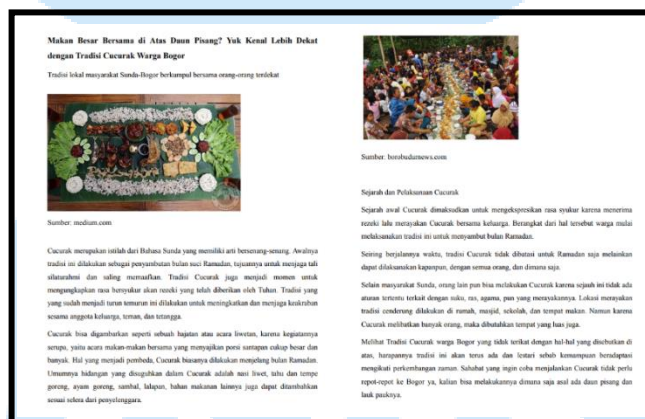 Makan Besar Bersama di Atas Daun Pisang? Yuk Kenal Lebih Dekat
dengan Tradisi Cucurak Warga Bogor
Tradisi lokal masyarakat Sunda-Bogor berkumpul bersama orang-orang terdekat
Sumber: medium.com
Cucurak merupakan istilah dari Bahasa Sunda yang memiliki arti bersenang-senang. Awalnya
tradisi ini dilakukan sebagai penyambutan bulan suci Ramadan, tujuannya untuk menjaga tali
silaturahmi dan saling memaafkan. Tradisi Cucurak juga menjadi momen untuk
mengungkapkan rasa bersyukur akan rezeki yang telah diberikan oleh Tuhan. Tradisi yang
yang sudah menjadi turun temurun ini dilakukan untuk meningkatkan dan menjaga keakraban
sesama anggota keluarga, teman, dan tetangga.
Cucurak bisa digambarkan seperti sebuah hajatan atau acara liwetan, karena kegiatannya
serupa, yaitu acara makan-makan bersama yang menyajikan porsi santapan cukup besar dan
banyak. Hal yang menjadi pembeda, Cucurak biasanya dilakukan menjelang bulan Ramadan.
Umumnya hidangan yang disuguhkan dalam Cucurak adalah nasi liwet, tahu dan tempe
goreng, ayam goreng, sambal, lalapan, bahan makanan lainnya juga dapat ditambahkan
sesuai selera dari penyelenggara.
Sumber: borobudurnews.com
Sejarah dan Pelaksanaan Cucurak
Sejarah awal Cucurak dimaksudkan untuk mengekspresikan rasa syukur karena menerima
rezeki lalu merayakan Cucurak bersama keluarga. Berangkat dari hal tersebut warga mulai
melaksanakan tradisi ini untuk menyambut bulan Ramadan.
Seiring berjalannya waktu, tradisi Cucurak tidak dibatasi untuk Ramadan saja melainkan
dapat dilaksanakan kapanpun, dengan semua orang, dan dimana saja.
Selain masyarakat Sunda, orang lain pun bisa melakukan Cucurak karena sejauh ini tidak ada
aturan tertentu terkait dengan suku, ras, agama, pun yang merayakannya. Lokasi merayakan
tradisi cenderung dilakukan di rumah, masjid, sekolah, dan tempat makan. Namun karena
Cucurak melibatkan banyak orang, maka dibutuhkan tempat yang luas juga.
Melihat Tradisi Cucurak warga Bogor yang tidak terikat dengan hal-hal yang disebutkan di
atas, harapannya tradisi ini akan terus ada dan lestari sebab kemampuan beradaptasi
mengikuti perkembangan zaman. Sahabat yang ingin coba menjalankan Cucurak tidak perlu
repot-repot ke Bogor ya, kalian bisa melakukannya dimana saja asal ada daun pisang dan
lauk pauknya.